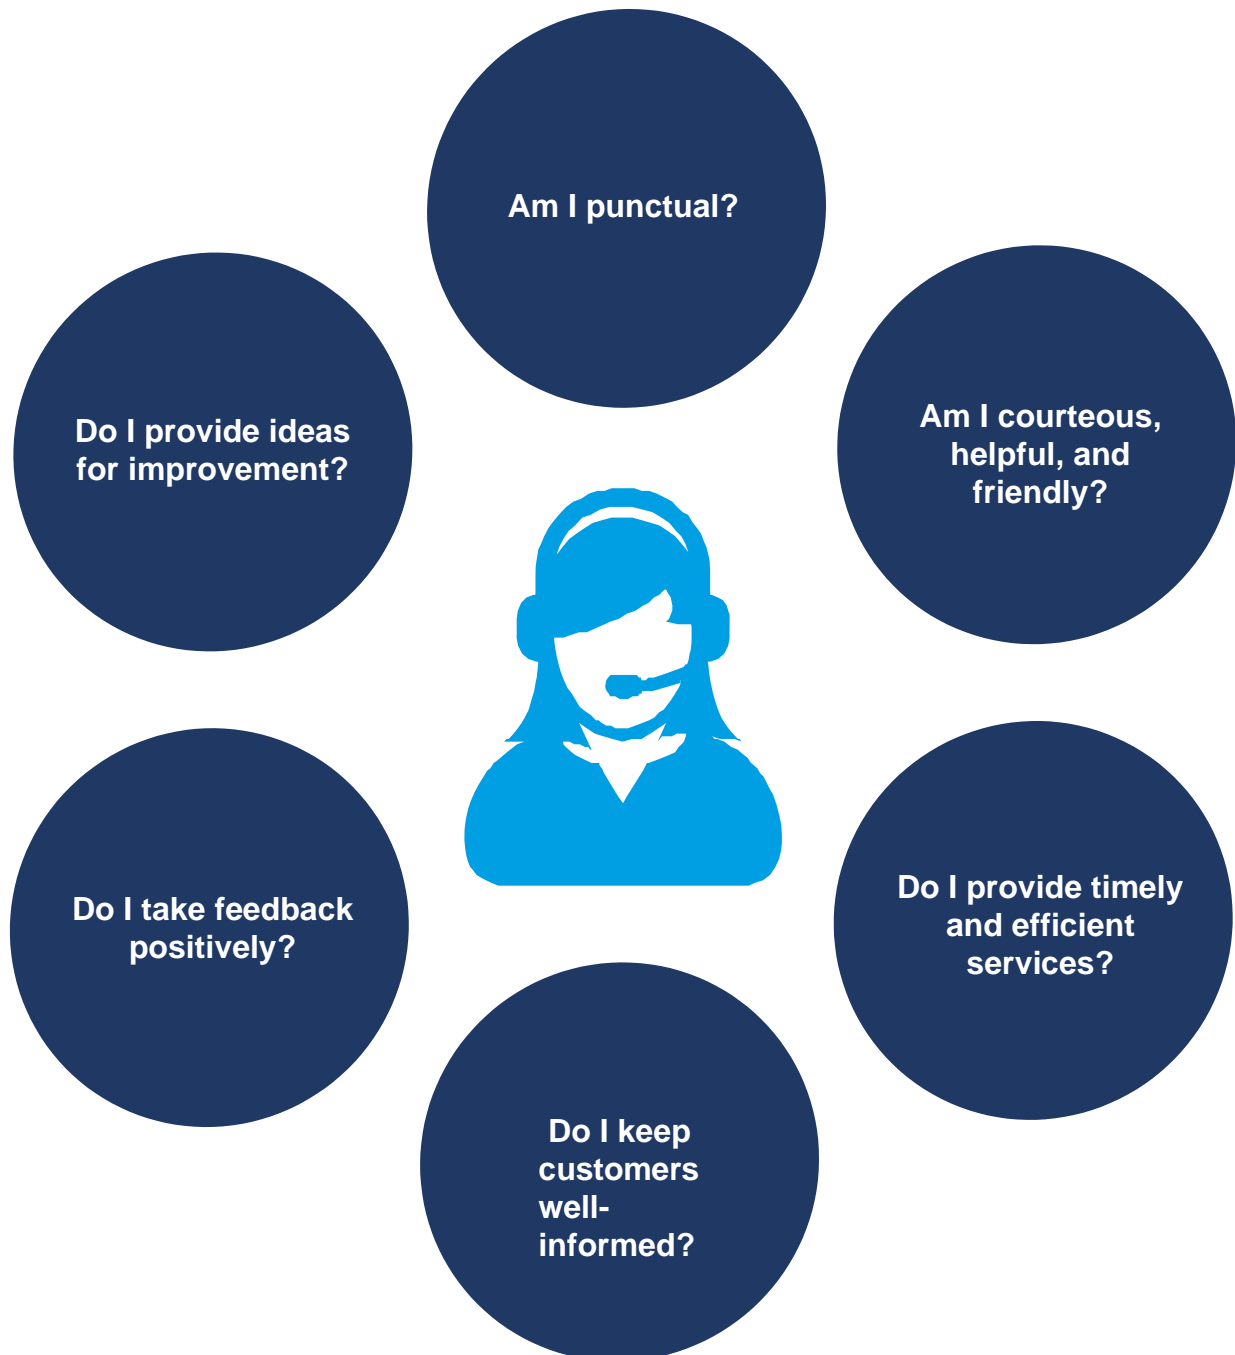 Am I punctual?
Am I courteous,
helpful, and
friendly?
Do I provide timely
and efficient
services?
Do I keep
customers
well-
informed?
Do I take feedback
positively?
Do I provide ideas
for improvement?